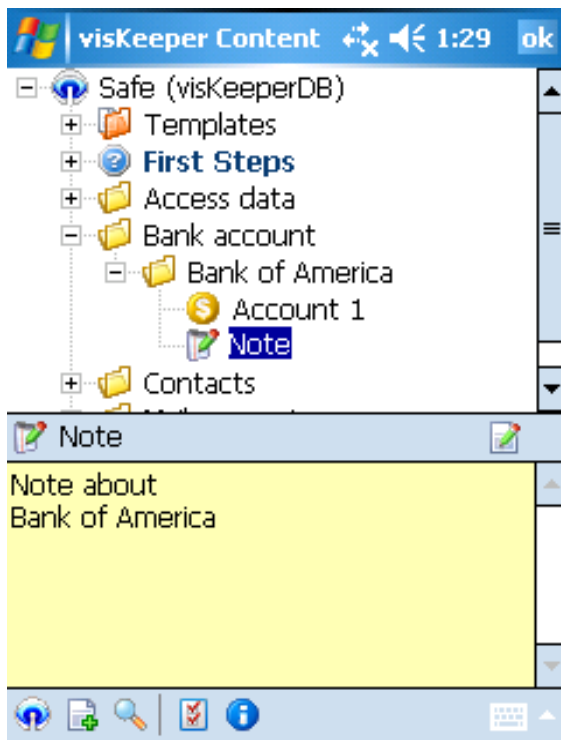 visKeeper Content 1:29 ok
Safe (visKeeperDB)
Templates
First Steps
Access data
Bank account
Bank of America
Account 1
Note
Contacts
Note
Note about
Bank of America